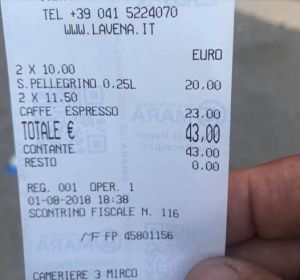 TEL +39 041 5224070
WWW.LAVENA.IT
EURO
2 X 10.00
S.PELLEGRINO 0,25L 20.00
2 X 11.50
CAFFE' ESPRESSO 23.00
TOTALE € 43,00
CONTANTE 43.00
RESTO 0.00
REG. 001 OPER. 1
01-08-2018 18:38
SCONTRINO FISCALE N. 116
MF FP 45801156
CAMERIERE 3 MIRCO